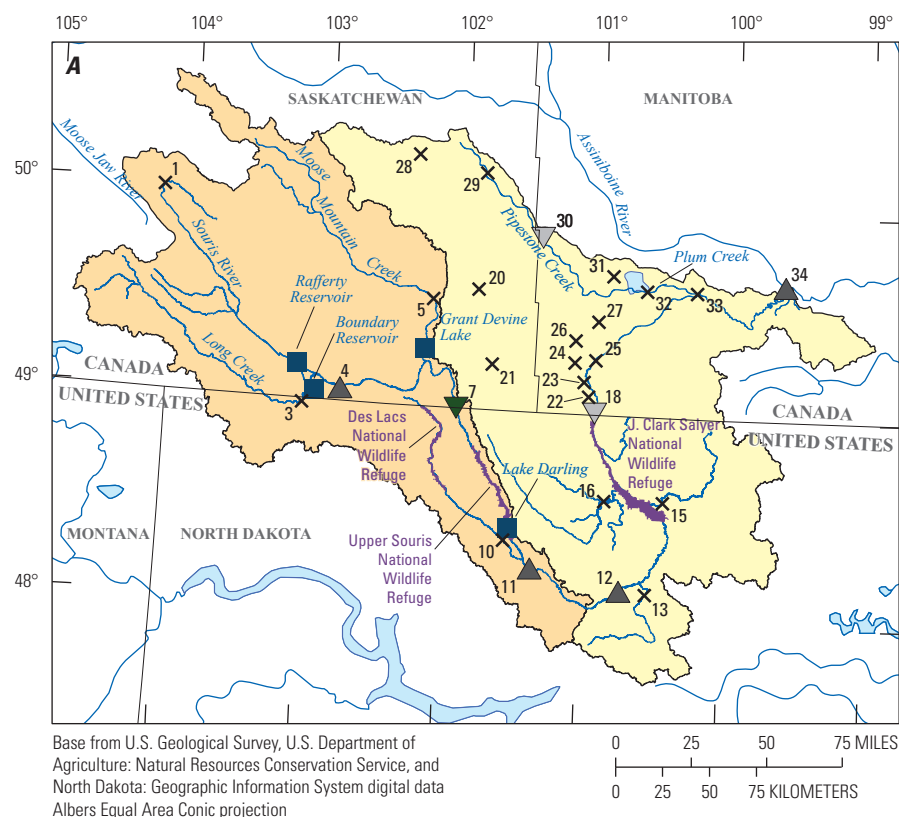 105° 104° 103° 102° 101° 100° 99°
A
SASKATCHEWAN
MANITOBA
Moose Jaw River
Assiniboine River
50°
28
1
29
Moose Mountain Creek
Pipestone Creek
30
Souris River
31
Plum Creek
34
20
5
32
33
Rafferty Reservoir
27
Boundary Reservoir
Grant Devine Lake
26
Long Creek
24
25
21
23
4
49°
CANADA
UNITED STATES
3
7
22
18
CANADA
UNITED STATES
Des Lacs
National
Wildlife
Refuge
J. Clark Salyer
National
Wildlife
Refuge
Lake Darling
16
15
MONTANA
NORTH DAKOTA
Upper Souris
National
Wildlife
Refuge
10
48°
11
12
13
Base from U.S. Geological Survey, U.S. Department of
Agriculture: Natural Resources Conservation Service, and
North Dakota: Geographic Information System digital data
Albers Equal Area Conic projection
0 25 50 75 MILES
0 25 50 75 KILOMETERS